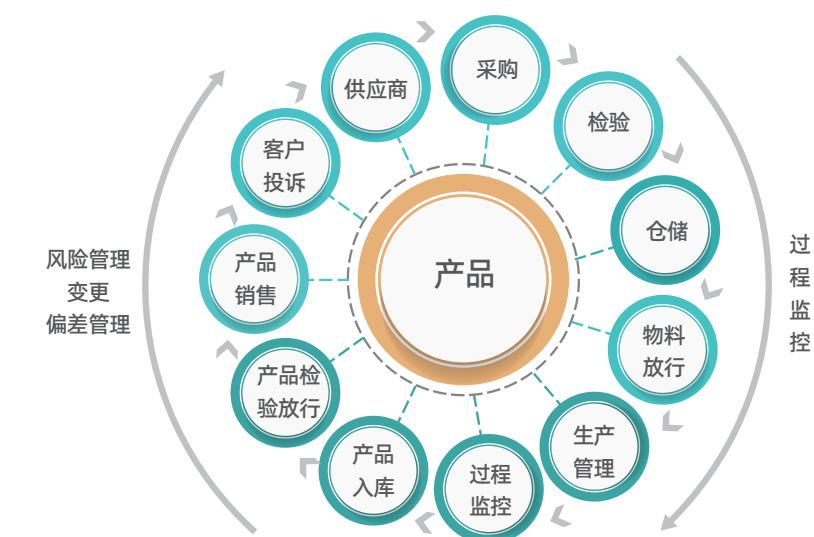 采购
供应商
检验
客户
投诉
仓储
过
程
监
控
风险管理
变更
偏差管理
产品
销售
产品
物料
放行
产品检
验放行
生产
管理
产品
入库
过程
监控